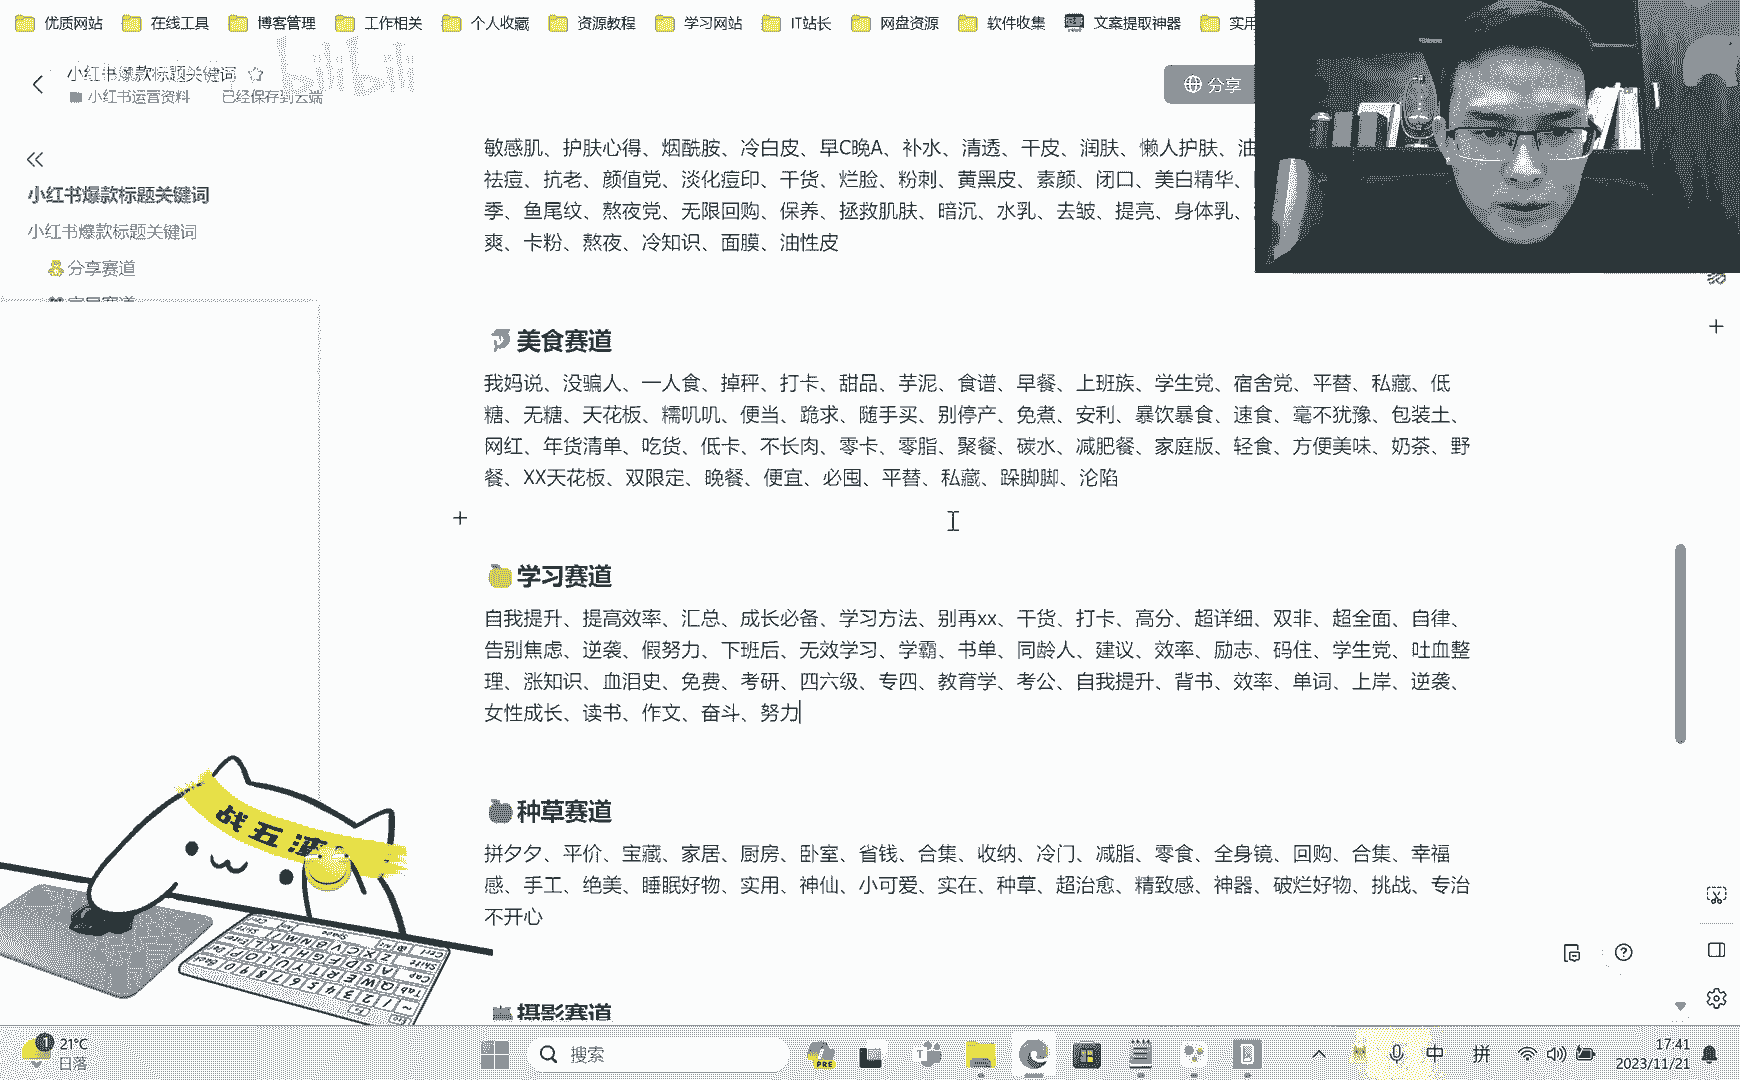 优质网站 在线工具 博客管理 工作相关 个人收藏 资源教程 学习网站 IT站长 网盘资源 软件收集 文案提取神器 实用
小红书爆款标题关键词
bilibili
小红书运营资料 已经保存到云端
分享
小红书爆款标题关键词
小红书爆款标题关键词
分享赛道
敏感肌、护肤心得、烟酰胺、冷白皮、早C晚A、补水、清透、干皮、润肤、懒人护肤、油
祛痘、抗老、颜值党、淡化痘印、干货、烂脸、粉刺、黄黑皮、素颜、闭口、美白精华、
季、鱼尾纹、熬夜党、无限回购、保养、拯救肌肤、暗沉、水乳、去皱、提亮、身体乳、
爽、卡粉、熬夜、冷知识、面膜、油性皮
美食赛道
我妈说、没骗人、一人食、掉秤、打卡、甜品、芋泥、食谱、早餐、上班族、学生党、宿舍党、平替、私藏、低
糖、无糖、天花板、糯叽叽、便当、跪求、随手买、别停产、免煮、安利、暴饮暴食、速食、毫不犹豫、包装土、
网红、年货清单、吃货、低卡、不长肉、零卡、零脂、聚餐、碳水、减肥餐、家庭版、轻食、方便美味、奶茶、野
餐、XX天花板、双限定、晚餐、便宜、必囤、平替、私藏、跺脚脚、沦陷
学习赛道
自我提升、提高效率、汇总、成长必备、学习方法、别再xx、干货、打卡、高分、超详细、双非、超全面、自律、
告别焦虑、逆袭、假努力、下班后、无效学习、学霸、书单、同龄人、建议、效率、励志、码住、学生党、吐血整
理、涨知识、血泪史、免费、考研、四六级、专四、教育学、考公、自我提升、背书、效率、单词、上岸、逆袭、
女性成长、读书、作文、奋斗、努力
种草赛道
拼夕夕、平价、宝藏、家居、厨房、卧室、省钱、合集、收纳、冷门、减脂、零食、全身镜、回购、合集、幸福
感、手工、绝美、睡眠好物、实用、神仙、小可爱、实在、种草、超治愈、精致感、神器、破烂好物、挑战、专治
不开心
摄影赛道
战五渣
1
21°C
日落
搜索
PRE
中
拼
17:41
2023/11/21